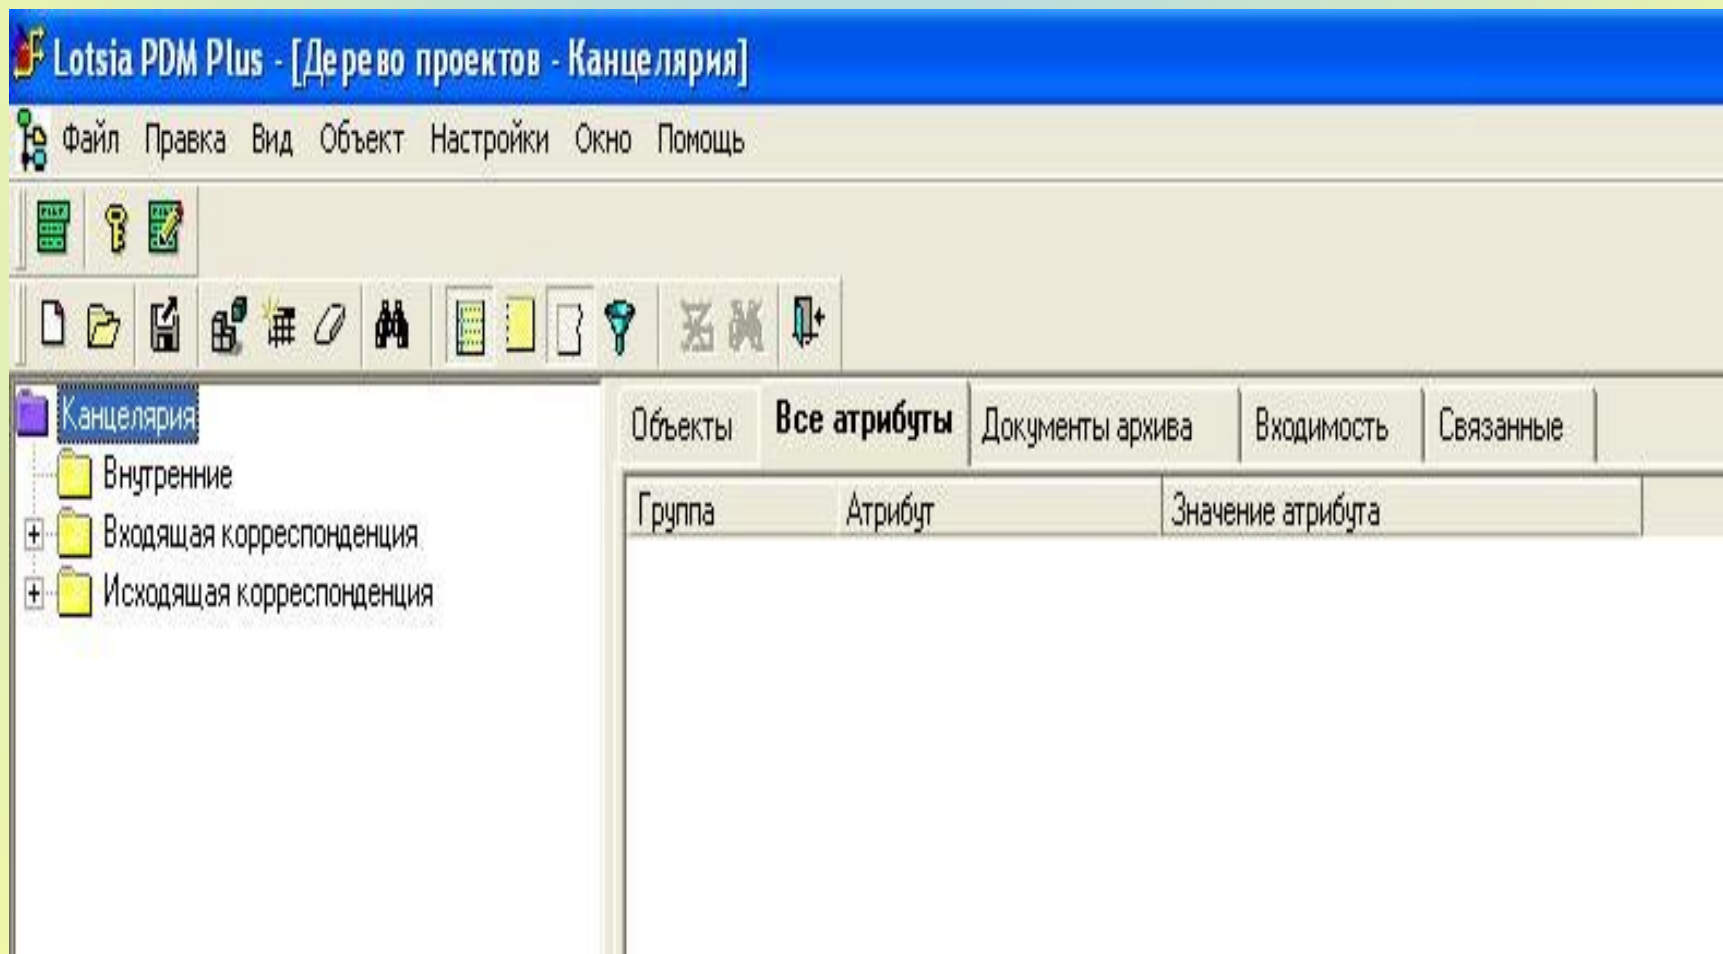 Lotsia PDM Plus - [Дерево проектов - Канцелярия]
Файл Правка Вид Объект Настройки Окно Помощь
Канцелярия
Внутренние
Входящая корреспонденция
Исходящая корреспонденция
Объекты Все атрибуты Документы архива Входимость Связанные
Группа Атрибут Значение атрибута